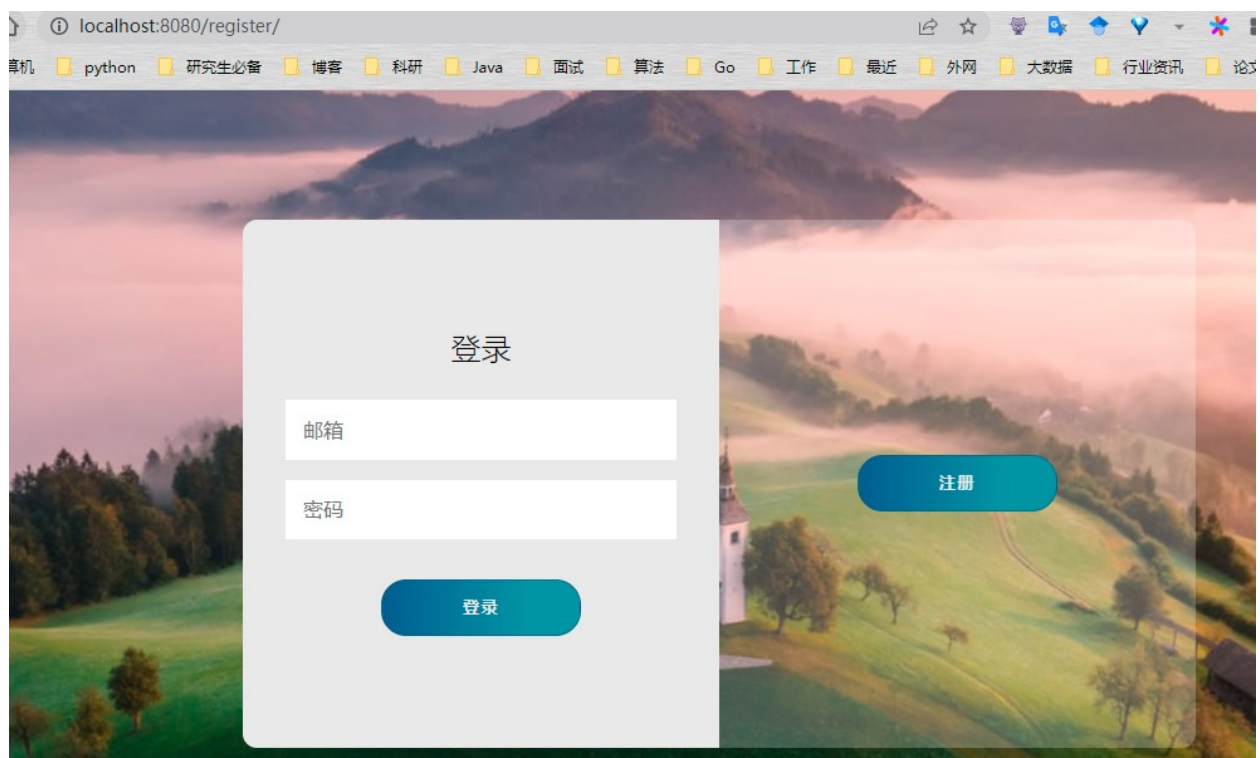 localhost:8080/register/
算机 python 研究生必备 博客 科研 Java 面试 算法 Go 工作 最近 外网 大数据 行业资讯 论文
登录
邮箱
密码
注册
登录